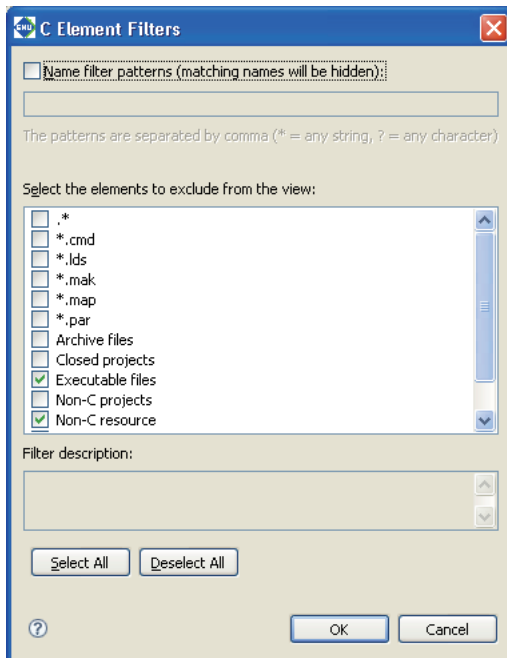 GNU C Element Filters
Name filter patterns (matching names will be hidden):
The patterns are separated by comma (* = any string, ? = any character)
Select the elements to exclude from the view:
.*
*.cmd
*.lds
*.mak
*.map
*.par
Archive files
Closed projects
Executable files
Non-C projects
Non-C resource
Filter description:
Select All Deselect All
? OK Cancel